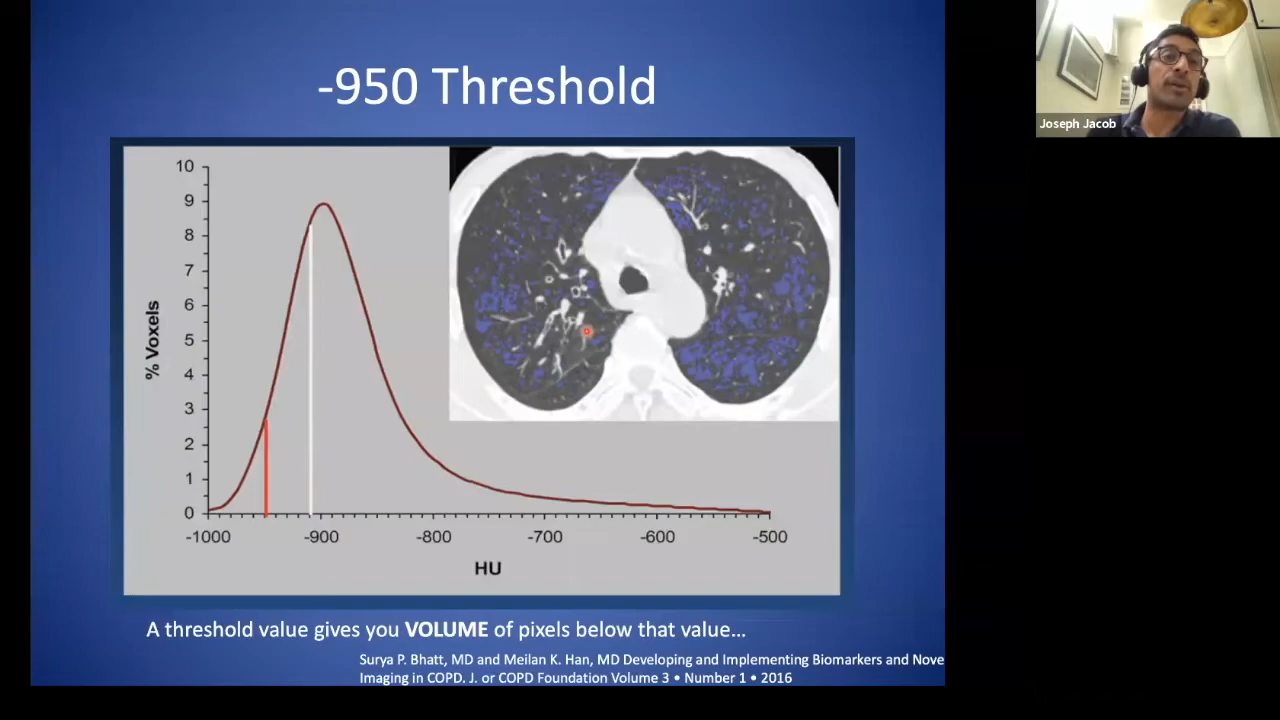 -950 Threshold
10
9
8
7
6
5
4
3
2
1
0
% Voxels
-1000 -900 -800 -700 -600 -500
HU
A threshold value gives you VOLUME of pixels below that value…
Surya P. Bhatt, MD and Meilan K. Han, MD Developing and Implementing Biomarkers and Nove
Imaging in COPD. J. or COPD Foundation Volume 3 • Number 1 • 2016
Joseph Jacob